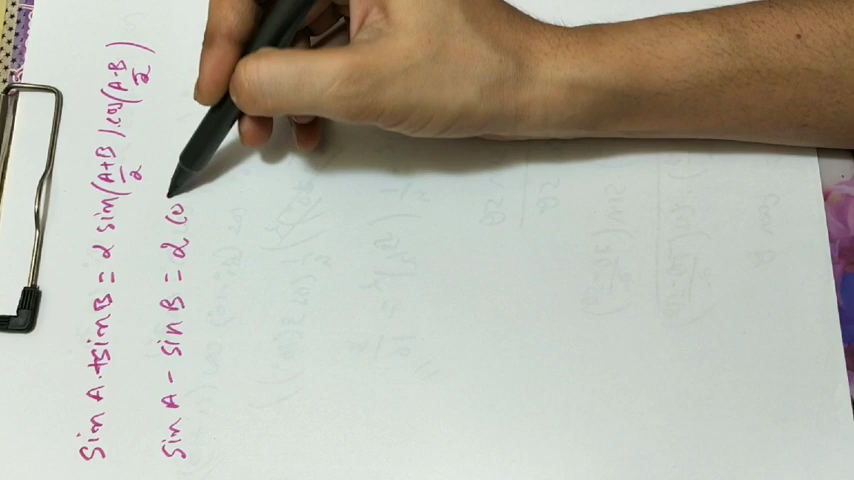 Sin A + sin B = 2 sin(A+B/2).cos(A-B/2)
sin A - sin B = 2 co